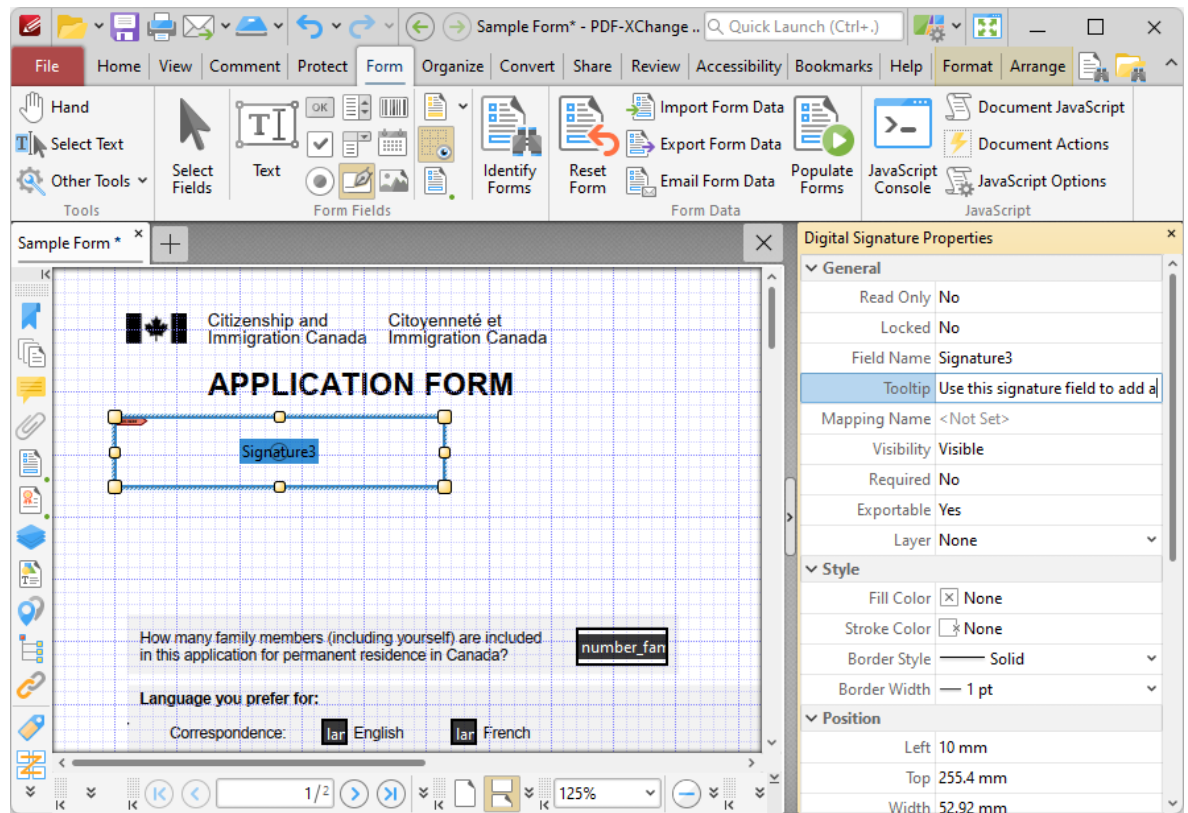 Sample Form* - PDF-XChange ..
Quick Launch (Ctrl+.)
File Home View Comment Protect Form Organize Convert Share Review Accessibility Bookmarks Help Format Arrange
Hand
Select Text
Other Tools
Tools
Select Fields
Text
OK
Form Fields
Identify Forms
Reset Form
Import Form Data
Export Form Data
Email Form Data
Populate Forms
Form Data
JavaScript Console
Document JavaScript
Document Actions
JavaScript Options
JavaScript
Sample Form *
Citizenship and
Immigration Canada
Citoyenneté et
Immigration Canada
APPLICATION FORM
Signature3
How many family members (including yourself) are included
in this application for permanent residence in Canada?
number_fan
Language you prefer for:
Correspondence: lar English lar French
1/2
125%
Digital Signature Properties
General
Read Only No
Locked No
Field Name Signature3
Tooltip Use this signature field to add a
Mapping Name <Not Set>
Visibility Visible
Required No
Exportable Yes
Layer None
Style
Fill Color None
Stroke Color None
Border Style Solid
Border Width 1 pt
Position
Left 10 mm
Top 255.4 mm
Width 52.92 mm